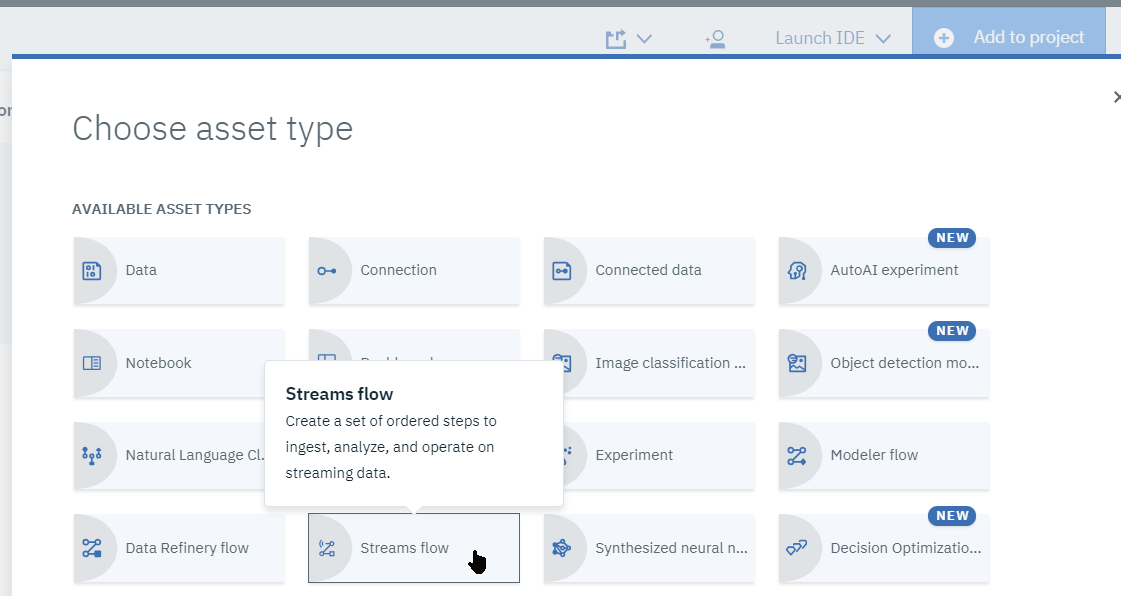 Launch IDE
Add to project
or
Choose asset type
AVAILABLE ASSET TYPES
NEW
Data
Connection
Connected data
AutoAI experiment
NEW
Notebook
Image classification ...
Object detection mo...
Streams flow
Create a set of ordered steps to
ingest, analyze, and operate on
streaming data.
Natural Language Cl...
Experiment
Modeler flow
NEW
Data Refinery flow
Streams flow
Synthesized neural n...
Decision Optimizatio...